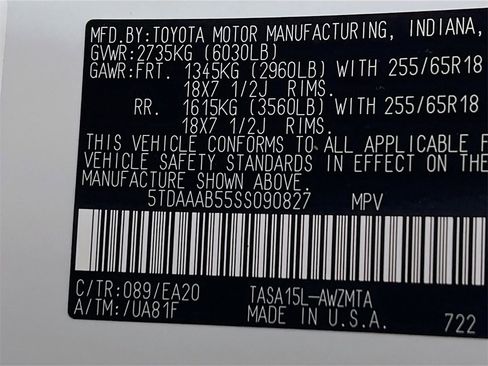 MFD.BY:TOYOTA MOTOR MANUFACTURING, INDIANA,
GVWR:2735KG (6030LB)
GAWR:FRT. 1345KG (2960LB) WITH 255/65R18
18X7 1/2J RIMS.
RR. 1615KG (3560LB) WITH 255/65R18
18X7 1/2J RIMS.
THIS VEHICLE CONFORMS TO ALL APPLICABLE F
VEHICLE SAFETY STANDARDS IN EFFECT ON THE
MANUFACTURE SHOWN ABOVE.
5TDAAAB55SS090827 MPV
C/TR:089/EA20 TASA15L-AWZMTA
A/TM:/UA81F MADE IN U.S.A. 722